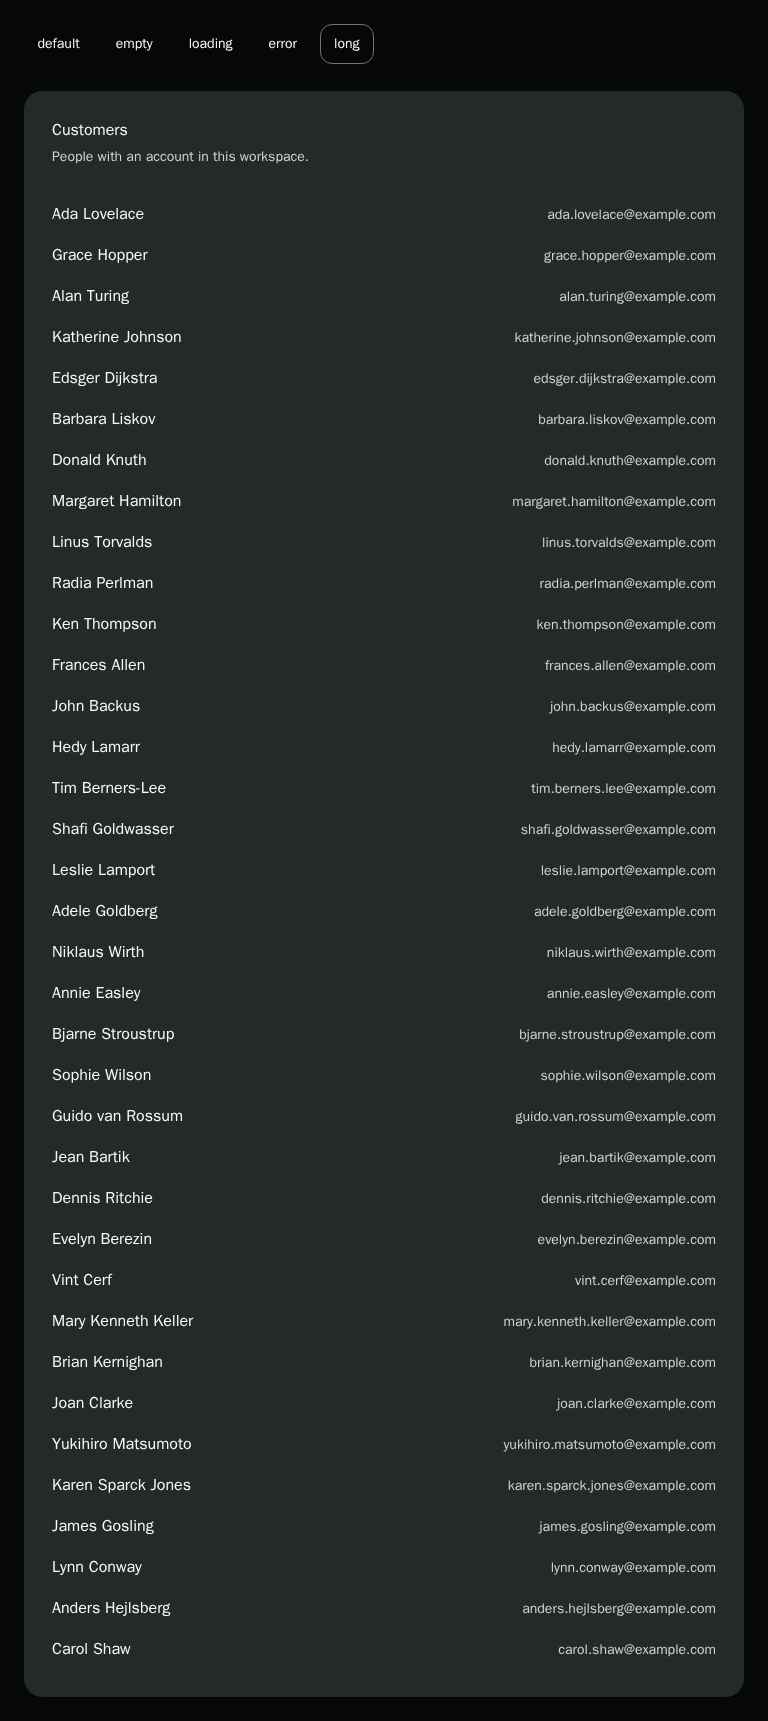 default empty loading error long
Customers
People with an account in this workspace.
Ada Lovelace ada.lovelace@example.com
Grace Hopper grace.hopper@example.com
Alan Turing alan.turing@example.com
Katherine Johnson katherine.johnson@example.com
Edsger Dijkstra edsger.dijkstra@example.com
Barbara Liskov barbara.liskov@example.com
Donald Knuth donald.knuth@example.com
Margaret Hamilton margaret.hamilton@example.com
Linus Torvalds linus.torvalds@example.com
Radia Perlman radia.perlman@example.com
Ken Thompson ken.thompson@example.com
Frances Allen frances.allen@example.com
John Backus john.backus@example.com
Hedy Lamarr hedy.lamarr@example.com
Tim Berners-Lee tim.berners.lee@example.com
Shafi Goldwasser shafi.goldwasser@example.com
Leslie Lamport leslie.lamport@example.com
Adele Goldberg adele.goldberg@example.com
Niklaus Wirth niklaus.wirth@example.com
Annie Easley annie.easley@example.com
Bjarne Stroustrup bjarne.stroustrup@example.com
Sophie Wilson sophie.wilson@example.com
Guido van Rossum guido.van.rossum@example.com
Jean Bartik jean.bartik@example.com
Dennis Ritchie dennis.ritchie@example.com
Evelyn Berezin evelyn.berezin@example.com
Vint Cerf vint.cerf@example.com
Mary Kenneth Keller mary.kenneth.keller@example.com
Brian Kernighan brian.kernighan@example.com
Joan Clarke joan.clarke@example.com
Yukihiro Matsumoto yukihiro.matsumoto@example.com
Karen Sparck Jones karen.sparck.jones@example.com
James Gosling james.gosling@example.com
Lynn Conway lynn.conway@example.com
Anders Hejlsberg anders.hejlsberg@example.com
Carol Shaw carol.shaw@example.com